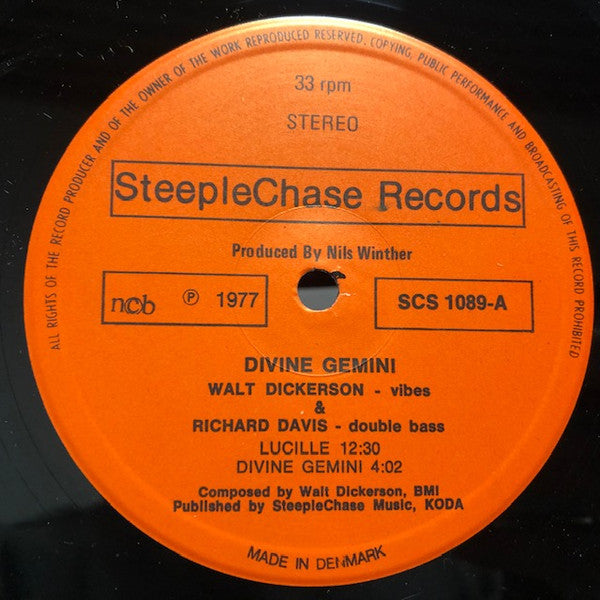 ALL RIGHTS OF THE RECORD PRODUCER AND OF THE OWNER OF THE WORK REPRODUCED RESERVED. COPYING, PUBLIC PERFORMANCE AND BROADCASTING OF THIS RECORD PROHIBITED
33 rpm
STEREO
SteepleChase Records
Produced By Nils Winther
ncb ℗ 1977 SCS 1089-A
DIVINE GEMINI
WALT DICKERSON - vibes
&
RICHARD DAVIS - double bass
LUCILLE 12:30
DIVINE GEMINI 4:02
Composed by Walt Dickerson, BMI
Published by SteepleChase Music, KODA
MADE IN DENMARK